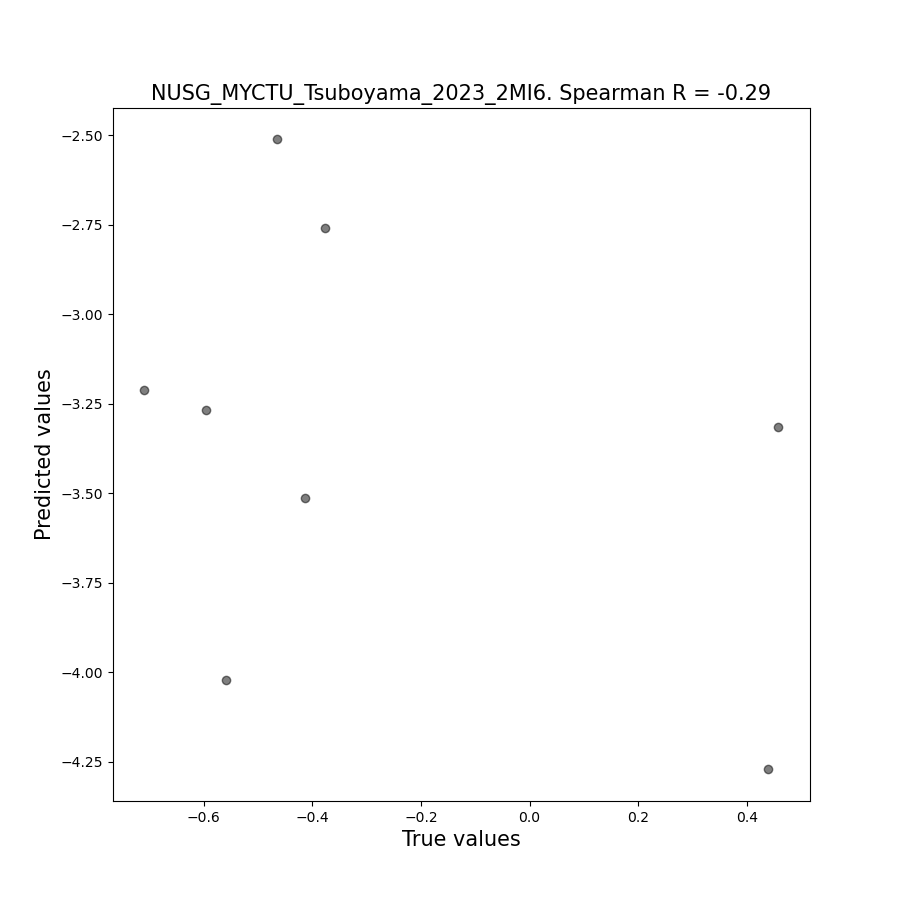 NUSG_MYCTU_Tsuboyama_2023_2MI6. Spearman R = -0.29
−2.50
−2.75
−3.00
−3.25
−3.50
−3.75
−4.00
−4.25
Predicted values
−0.6 −0.4 −0.2 0.0 0.2 0.4
True values